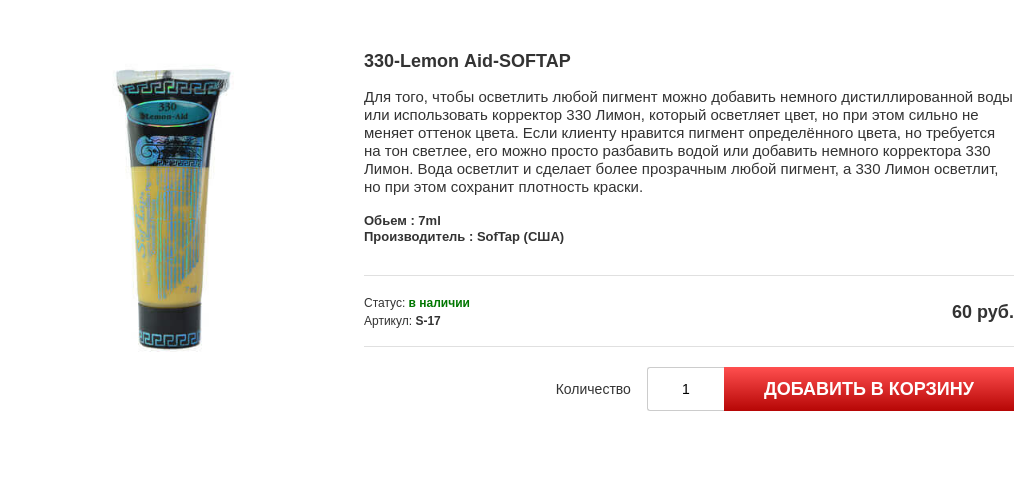 330-Lemon Aid-SOFTAP
330
Lemon-Aid
Для того, чтобы осветлить любой пигмент можно добавить немного дистиллированной воды
или использовать корректор 330 Лимон, который осветляет цвет, но при этом сильно не
меняет оттенок цвета. Если клиенту нравится пигмент определённого цвета, но требуется
на тон светлее, его можно просто разбавить водой или добавить немного корректора 330
Лимон. Вода осветлит и сделает более прозрачным любой пигмент, а 330 Лимон осветлит,
но при этом сохранит плотность краски.
Обьем : 7ml
Производитель : SofTap (США)
Статус: в наличии
Артикул: S-17
60 руб.
Количество
1
ДОБАВИТЬ В КОРЗИНУ